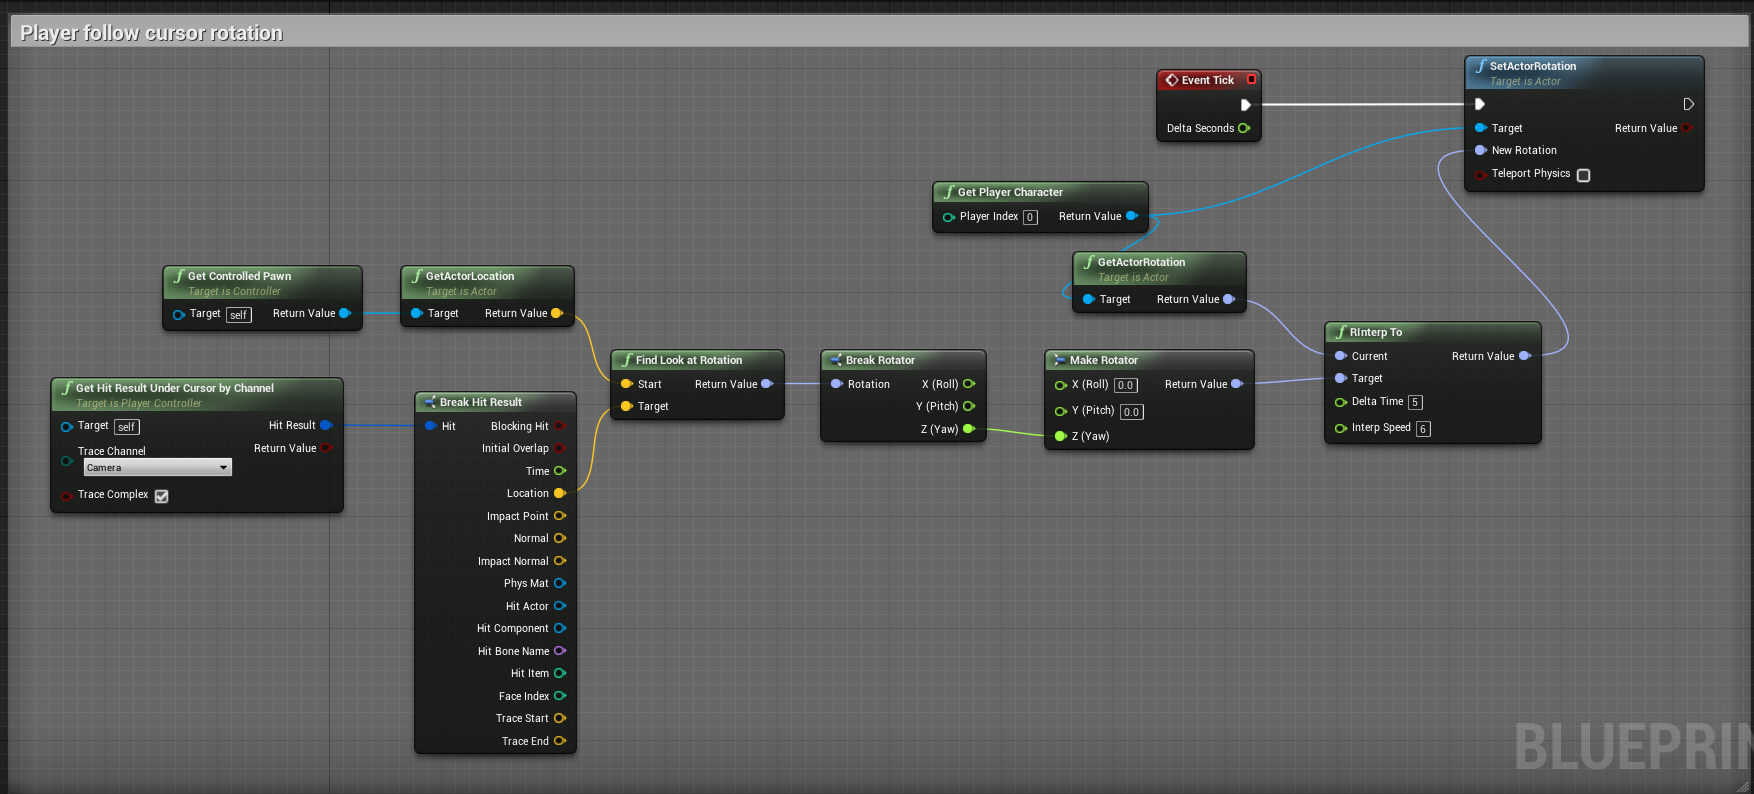 Player follow cursor rotation
Event Tick
Delta Seconds
SetActorRotation
Target is Actor
Target
Return Value
New Rotation
Teleport Physics
Get Player Character
Player Index 0
Return Value
GetActorRotation
Target is Actor
Target
Return Value
Get Controlled Pawn
Target is Controller
Target self
Return Value
GetActorLocation
Target is Actor
Target
Return Value
Get Hit Result Under Cursor by Channel
Target is Player Controller
Target self
Hit Result
Trace Channel
Return Value
Camera
Trace Complex
Break Hit Result
Hit
Blocking Hit
Initial Overlap
Time
Location
Impact Point
Normal
Impact Normal
Phys Mat
Hit Actor
Hit Component
Hit Bone Name
Hit Item
Face Index
Trace Start
Trace End
Find Look at Rotation
Start
Return Value
Target
Break Rotator
Rotation
X (Roll)
Y (Pitch)
Z (Yaw)
Make Rotator
X (Roll) 0.0
Return Value
Y (Pitch) 0.0
Z (Yaw)
RInterp To
Current
Return Value
Target
Delta Time 5
Interp Speed 6
BLUEPRIN